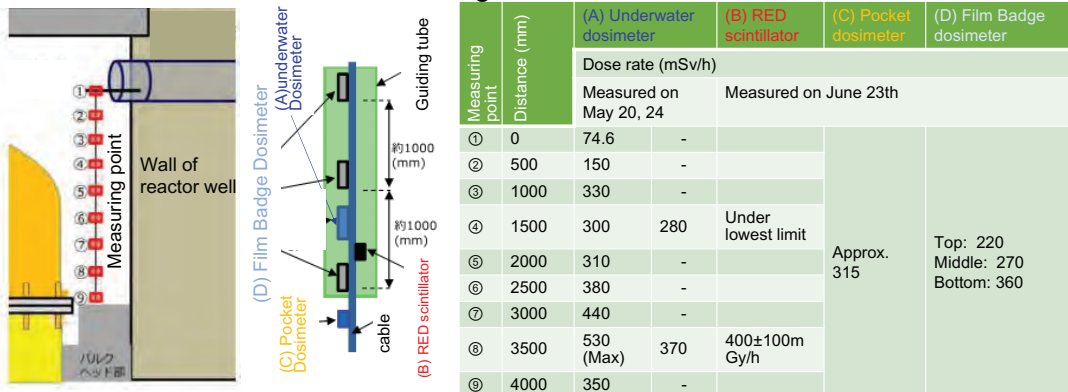 ①
②
③
④
⑤
⑥
⑦
⑧
⑨
Measuring point
Wall of
reactor well
バルク
ヘッド部
(D) Film Badge Dosimeter
(A)underwater
Dosimeter
Guiding tube
約1000
(mm)
約1000
(mm)
(C) Pocket
Dosimeter
cable
(B) RED scintillator
Measuring
point
Distance (mm)
(A) Underwater
dosimeter
(B) RED
scintillator
(C) Pocket
dosimeter
(D) Film Badge
dosimeter
Dose rate (mSv/h)
Measured on
May 20, 24
Measured on June 23th
① 0 74.6 -
② 500 150 -
③ 1000 330 -
④ 1500 300 280 Under
lowest limit
⑤ 2000 310 -
⑥ 2500 380 -
⑦ 3000 440 -
⑧ 3500 530
(Max) 370 400±100m
Gy/h
⑨ 4000 350 -
Approx.
315
Top: 220
Middle: 270
Bottom: 360